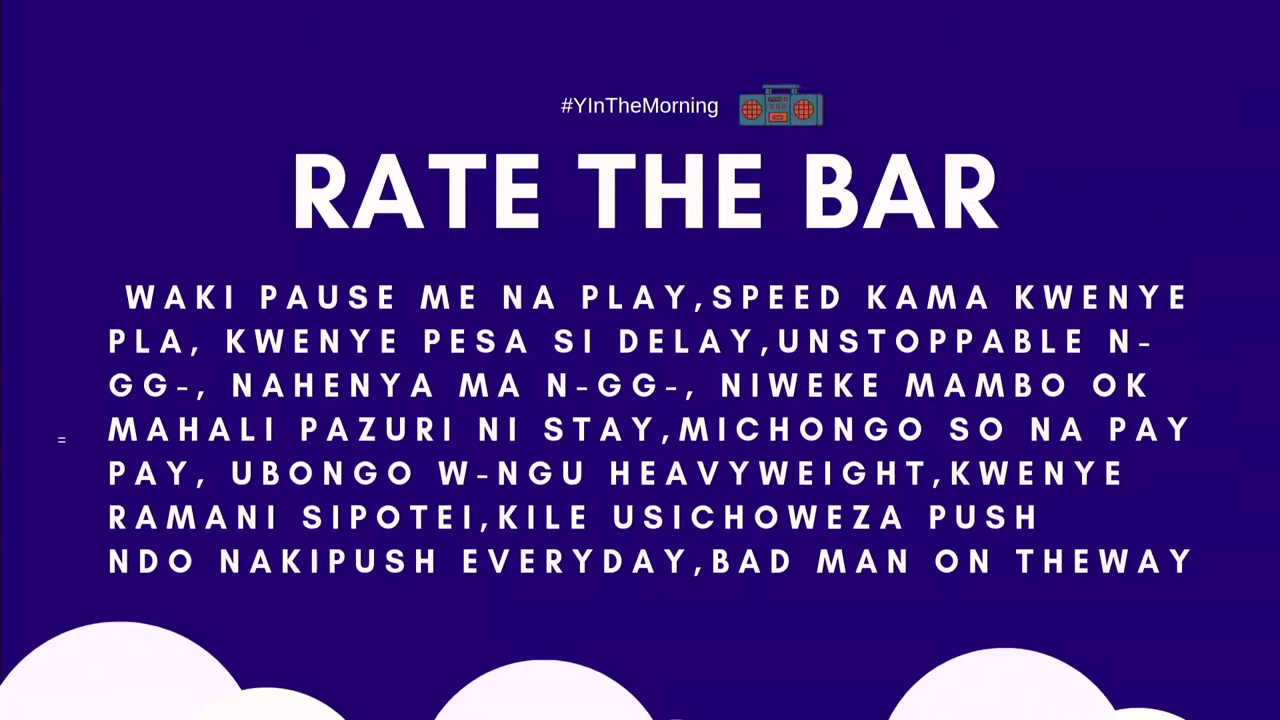 #YInTheMorning
RATE THE BAR
WAKI PAUSE ME NA PLAY,SPEED KAMA KWENYE
PLA, KWENYE PESA SI DELAY,UNSTOPPABLE N-
GG-, NAHENYA MA N-GG-, NIWEKE MAMBO OK
MAHALI PAZURI NI STAY,MICHONGO SO NA PAY
PAY, UBONGO W-NGU HEAVYWEIGHT,KWENYE
RAMANI SIPOTEI,KILE USICHOWEZA PUSH
NDO NAKIPUSH EVERYDAY,BAD MAN ON THEWAY